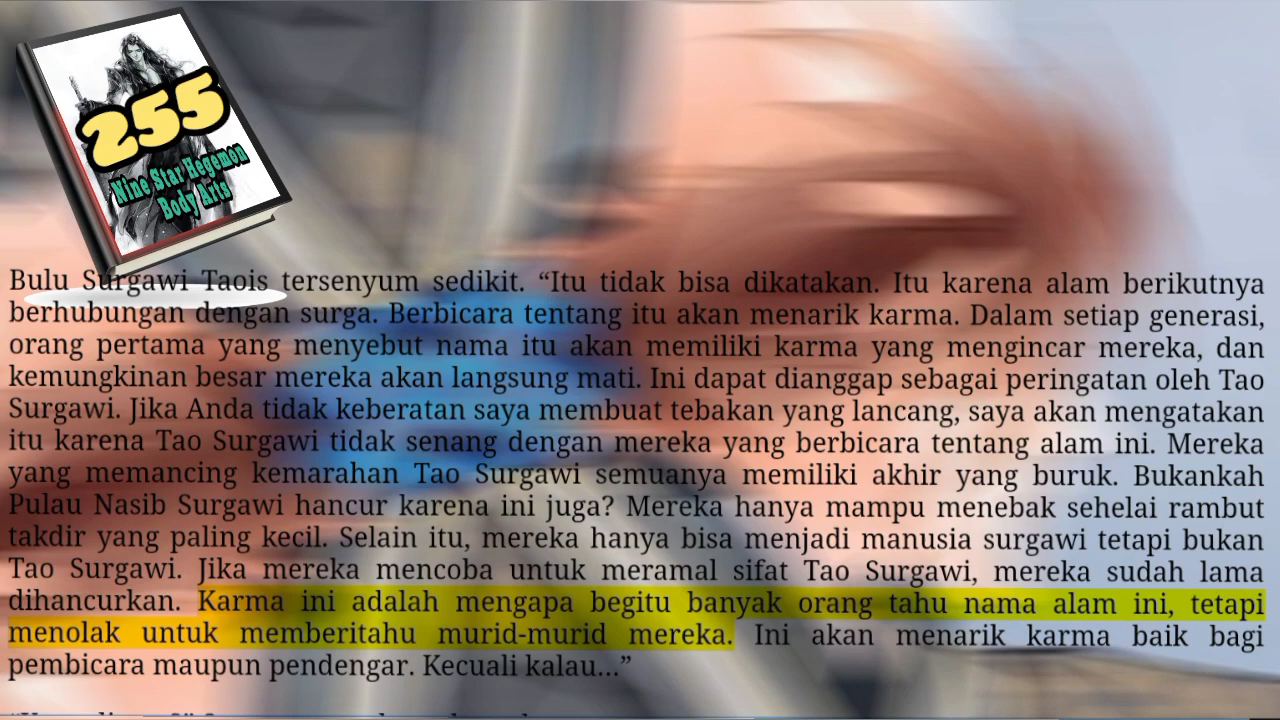 255
Nine Star Hegemon
Body Arts
Bulu Surgawi Taois tersenyum sedikit. “Itu tidak bisa dikatakan. Itu karena alam berikutnya
berhubungan dengan surga. Berbicara tentang itu akan menarik karma. Dalam setiap generasi,
orang pertama yang menyebut nama itu akan memiliki karma yang mengincar mereka, dan
kemungkinan besar mereka akan langsung mati. Ini dapat dianggap sebagai peringatan oleh Tao
Surgawi. Jika Anda tidak keberatan saya membuat tebakan yang lancang, saya akan mengatakan
itu karena Tao Surgawi tidak senang dengan mereka yang berbicara tentang alam ini. Mereka
yang memancing kemarahan Tao Surgawi semuanya memiliki akhir yang buruk. Bukankah
Pulau Nasib Surgawi hancur karena ini juga? Mereka hanya mampu menebak sehelai rambut
takdir yang paling kecil. Selain itu, mereka hanya bisa menjadi manusia surgawi tetapi bukan
Tao Surgawi. Jika mereka mencoba untuk meramal sifat Tao Surgawi, mereka sudah lama
dihancurkan. Karma ini adalah mengapa begitu banyak orang tahu nama alam ini, tetapi
menolak untuk memberitahu murid-murid mereka. Ini akan menarik karma baik bagi
pembicara maupun pendengar. Kecuali kalau...”